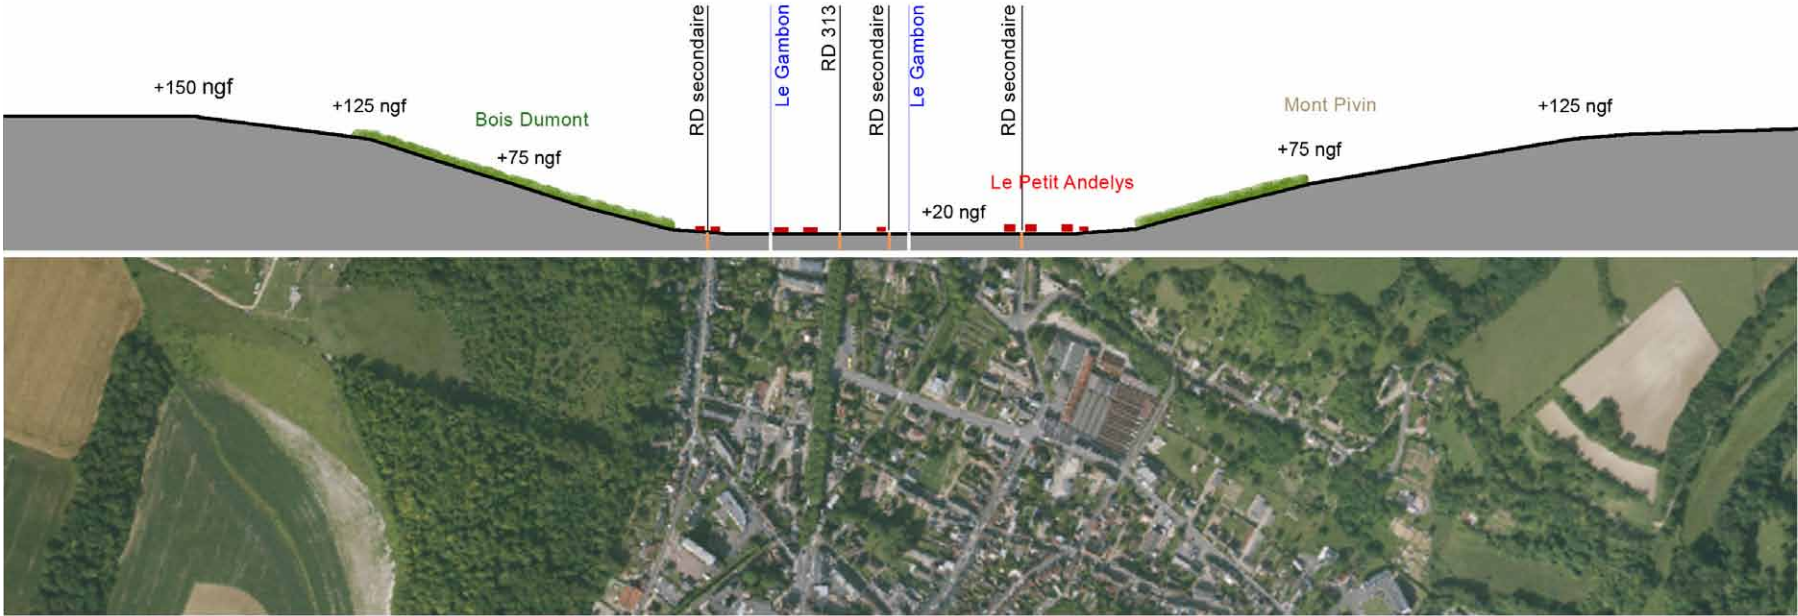 +150 ngf
+125 ngf
Bois Dumont
+75 ngf
RD secondaire
Le Gambon
RD 313
RD secondaire
Le Gambon
+20 ngf
RD secondaire
Le Petit Andelys
Mont Pivin
+75 ngf
+125 ngf